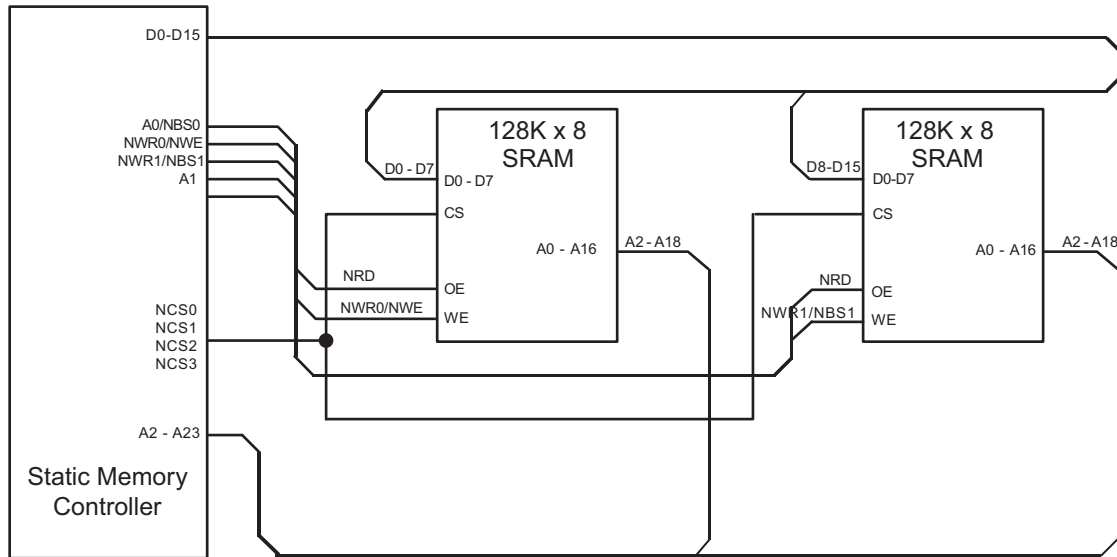 D0-D15
A0/NBS0
NWR0/NWE
NWR1/NBS1
A1
NCS0
NCS1
NCS2
NCS3
A2 - A23
Static Memory
Controller
128K x 8
SRAM
D0 - D7
D0 - D7
CS
A0 - A16
A2 - A18
NRD
OE
NWR0/NWE
WE
128K x 8
SRAM
D8-D15
D0-D7
CS
A0 - A16
A2 - A18
NRD
OE
NWR1/NBS1
WE